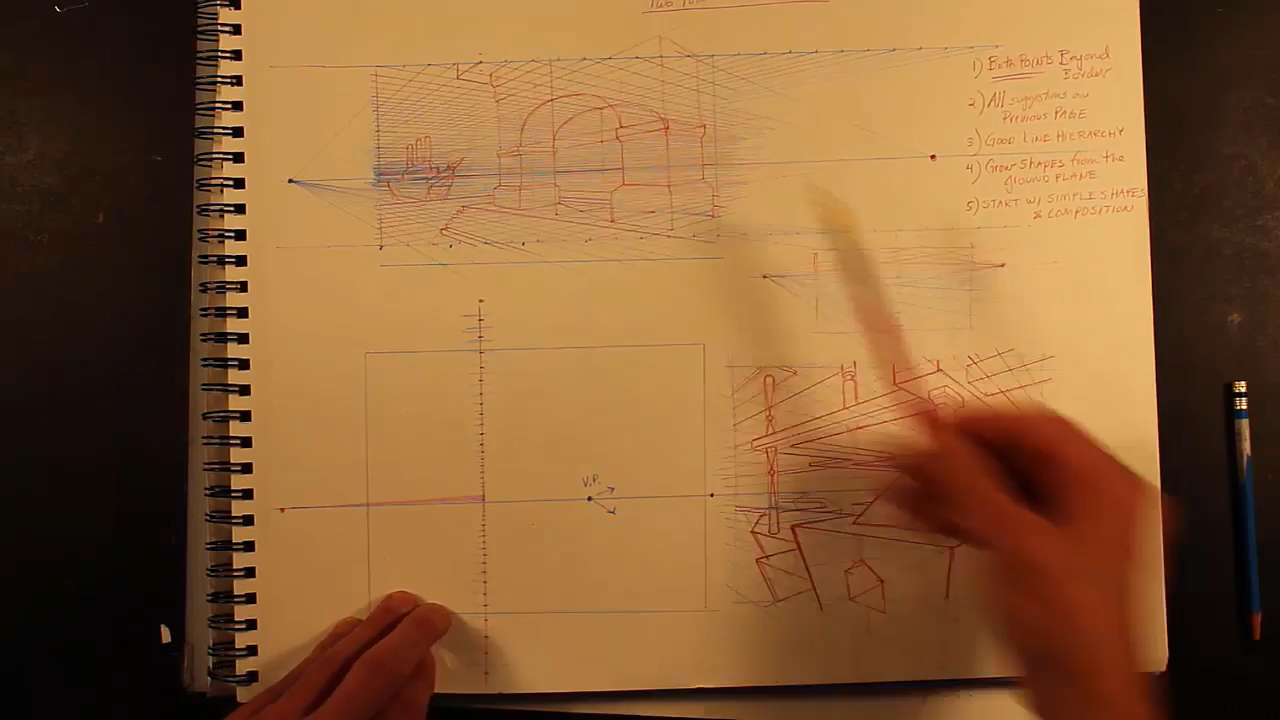 Two
1) Both Points Beyond
Border
2) All suggestions on
Previous PAGE
3) GOOD LINE HIERARCHY
4) Grow SHAPES from the
GROUND PLANE
5) START W/ SIMPLE SHAPES
& COMPOSITION
V.P.